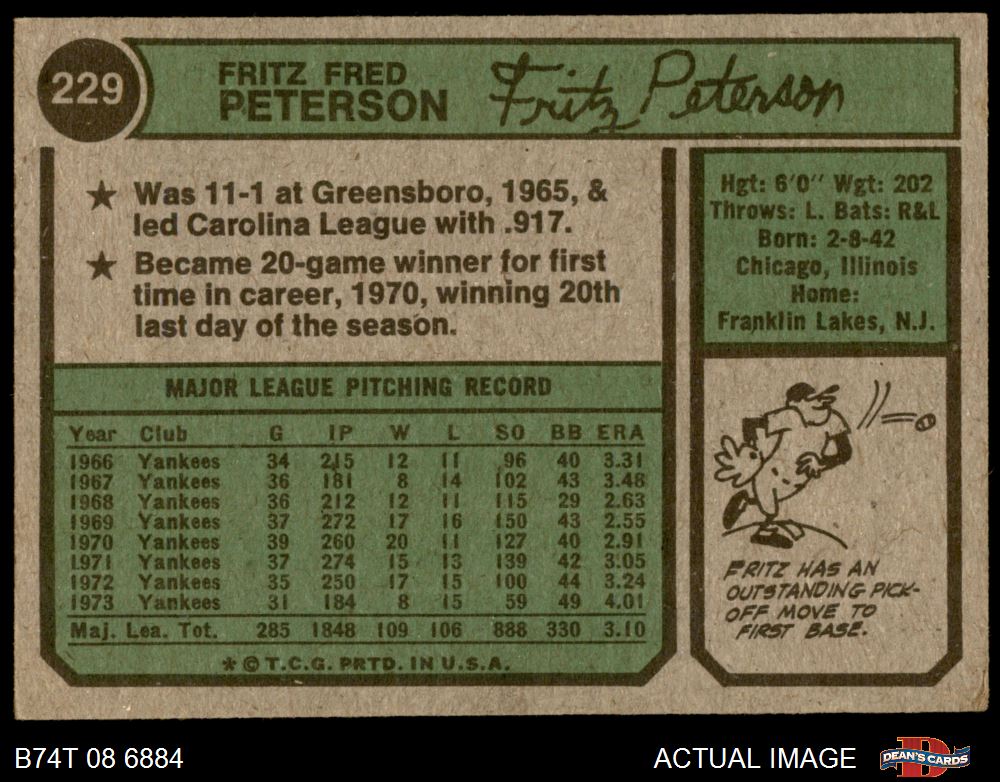 229
FRITZ FRED
PETERSON
Fritz Peterson
★ Was 11-1 at Greensboro, 1965, &
led Carolina League with .917.
★ Became 20-game winner for first
time in career, 1970, winning 20th
last day of the season.
Hgt: 6'0" Wgt: 202
Throws: L. Bats: R&L
Born: 2-8-42
Chicago, Illinois
Home:
Franklin Lakes, N.J.
MAJOR LEAGUE PITCHING RECORD
Year Club G IP W L SO BB ERA
1966 Yankees 34 215 12 11 96 40 3.31
1967 Yankees 36 181 8 14 102 43 3.48
1968 Yankees 36 212 12 11 115 29 2.63
1969 Yankees 37 272 17 16 150 43 2.55
1970 Yankees 39 260 20 11 127 40 2.91
1971 Yankees 37 274 15 13 139 42 3.05
1972 Yankees 35 250 17 15 100 44 3.24
1973 Yankees 31 184 8 15 59 49 4.01
Maj. Lea. Tot. 285 1848 109 106 888 330 3.10
* © T.C.G. PRTD. IN U.S.A.
FRITZ HAS AN
OUTSTANDING PICK-
OFF MOVE TO
FIRST BASE.
B74T 08 6884
ACTUAL IMAGE
DEAN'S CARDS